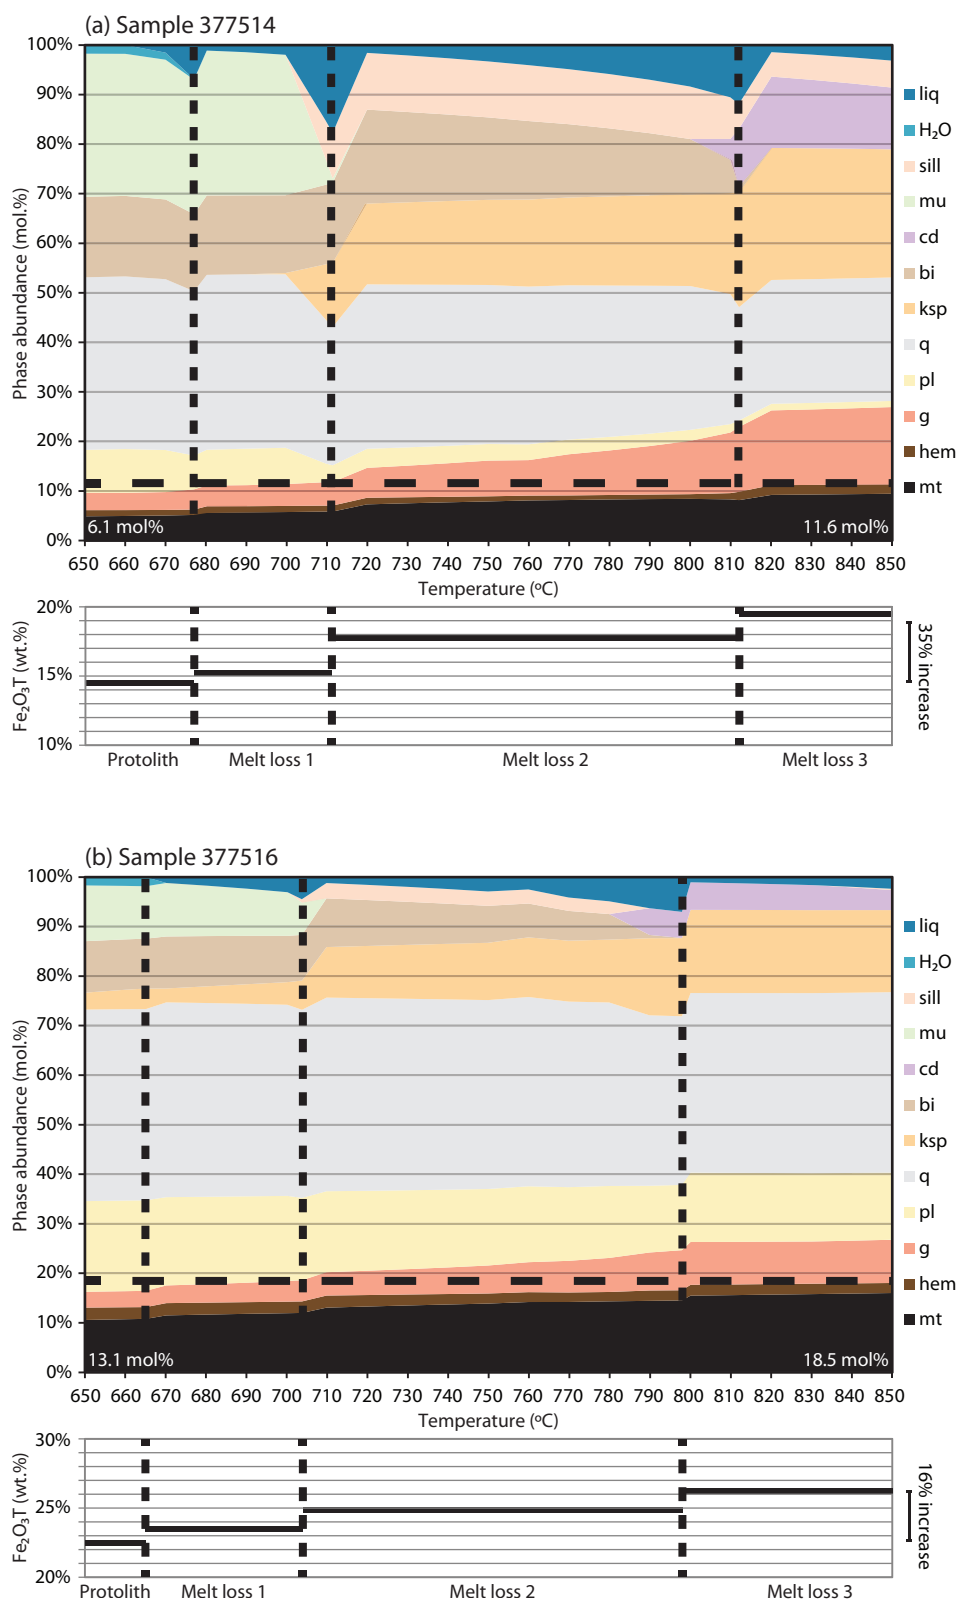 (a) Sample 377514
100%
90%
80%
70%
60%
50%
40%
30%
20%
10%
0%
Phase abundance (mol.%)
liq
H₂O
sill
mu
cd
bi
ksp
q
pl
g
hem
mt
6.1 mol%
11.6 mol%
650 660 670 680 690 700 710 720 730 740 750 760 770 780 790 800 810 820 830 840 850
Temperature (ºC)
20%
15%
10%
Fe₂O₃T (wt.%)
35% increase
Protolith
Melt loss 1
Melt loss 2
Melt loss 3
(b) Sample 377516
100%
90%
80%
70%
60%
50%
40%
30%
20%
10%
0%
Phase abundance (mol.%)
liq
H₂O
sill
mu
cd
bi
ksp
q
pl
g
hem
mt
13.1 mol%
18.5 mol%
650 660 670 680 690 700 710 720 730 740 750 760 770 780 790 800 810 820 830 840 850
Temperature (ºC)
30%
25%
20%
Fe₂O₃T (wt.%)
16% increase
Protolith
Melt loss 1
Melt loss 2
Melt loss 3